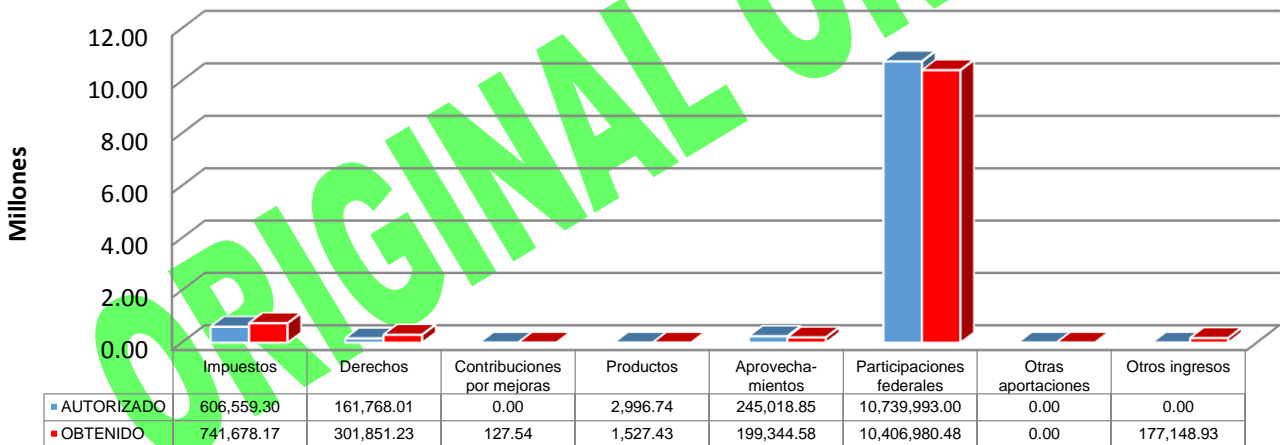 ORIGINAL
12.00
10.00
8.00
6.00
4.00
2.00
0.00
Millones
Impuestos Derechos Contribuciones por mejoras Productos Aprovecha-mientos Participaciones federales Otras aportaciones Otros ingresos
AUTORIZADO 606,559.30 161,768.01 0.00 2,996.74 245,018.85 10,739,993.00 0.00 0.00
OBTENIDO 741,678.17 301,851.23 127.54 1,527.43 199,344.58 10,406,980.48 0.00 177,148.93